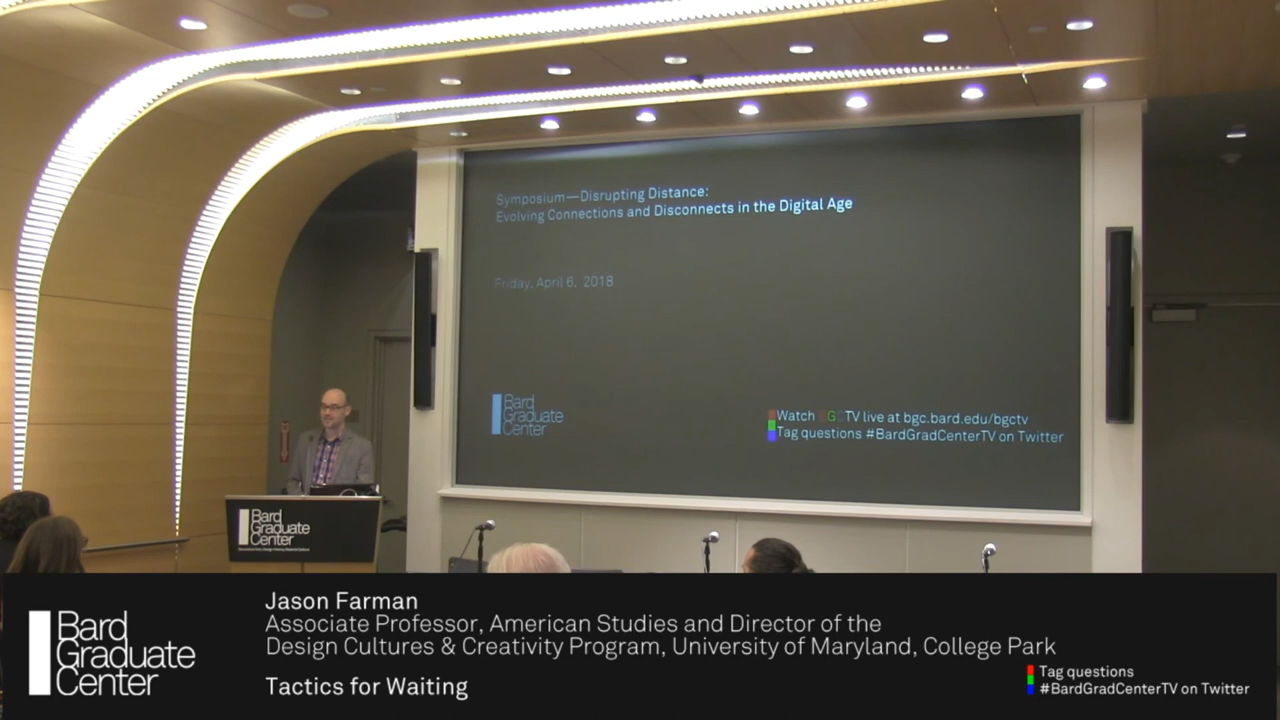 Symposium—Disrupting Distance:
Evolving Connections and Disconnects in the Digital Age
Friday, April 6, 2018
Bard
Graduate
Center
Watch BGCTV live at bgc.bard.edu/bgctv
Tag questions #BardGradCenterTV on Twitter
Bard
Graduate
Center
Bard
Graduate
Center
Jason Farman
Associate Professor, American Studies and Director of the
Design Cultures & Creativity Program, University of Maryland, College Park
Tactics for Waiting
Tag questions
#BardGradCenterTV on Twitter